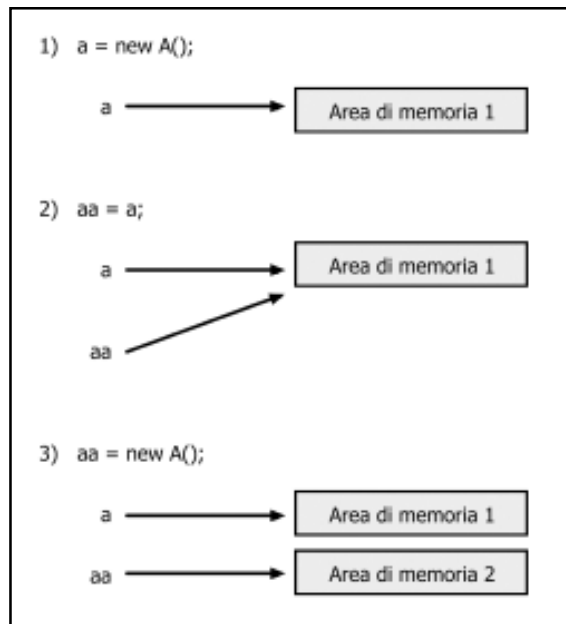 1) a = new A();
a
Area di memoria 1
2) aa = a;
a
Area di memoria 1
aa
3) aa = new A();
a
Area di memoria 1
aa
Area di memoria 2